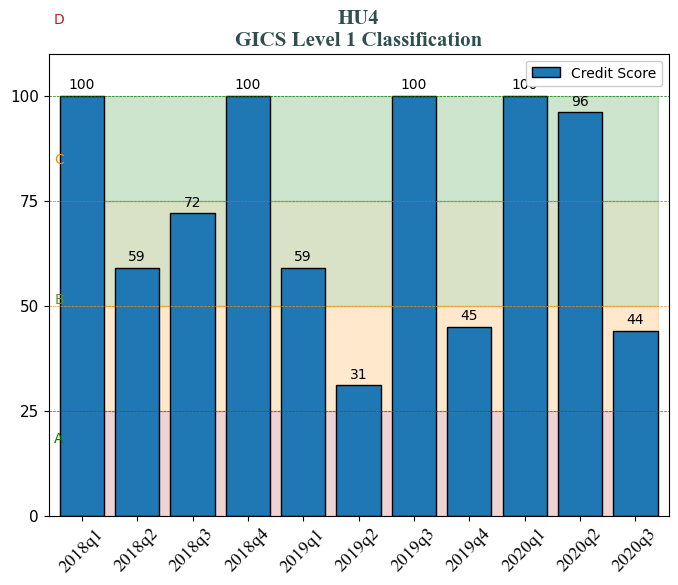 D
HU4
GICS Level 1 Classification
Credit Score
100
75
50
25
0
C
B
A
100
59
72
100
59
31
100
45
100
96
44
2018q1
2018q2
2018q3
2018q4
2019q1
2019q2
2019q3
2019q4
2020q1
2020q2
2020q3